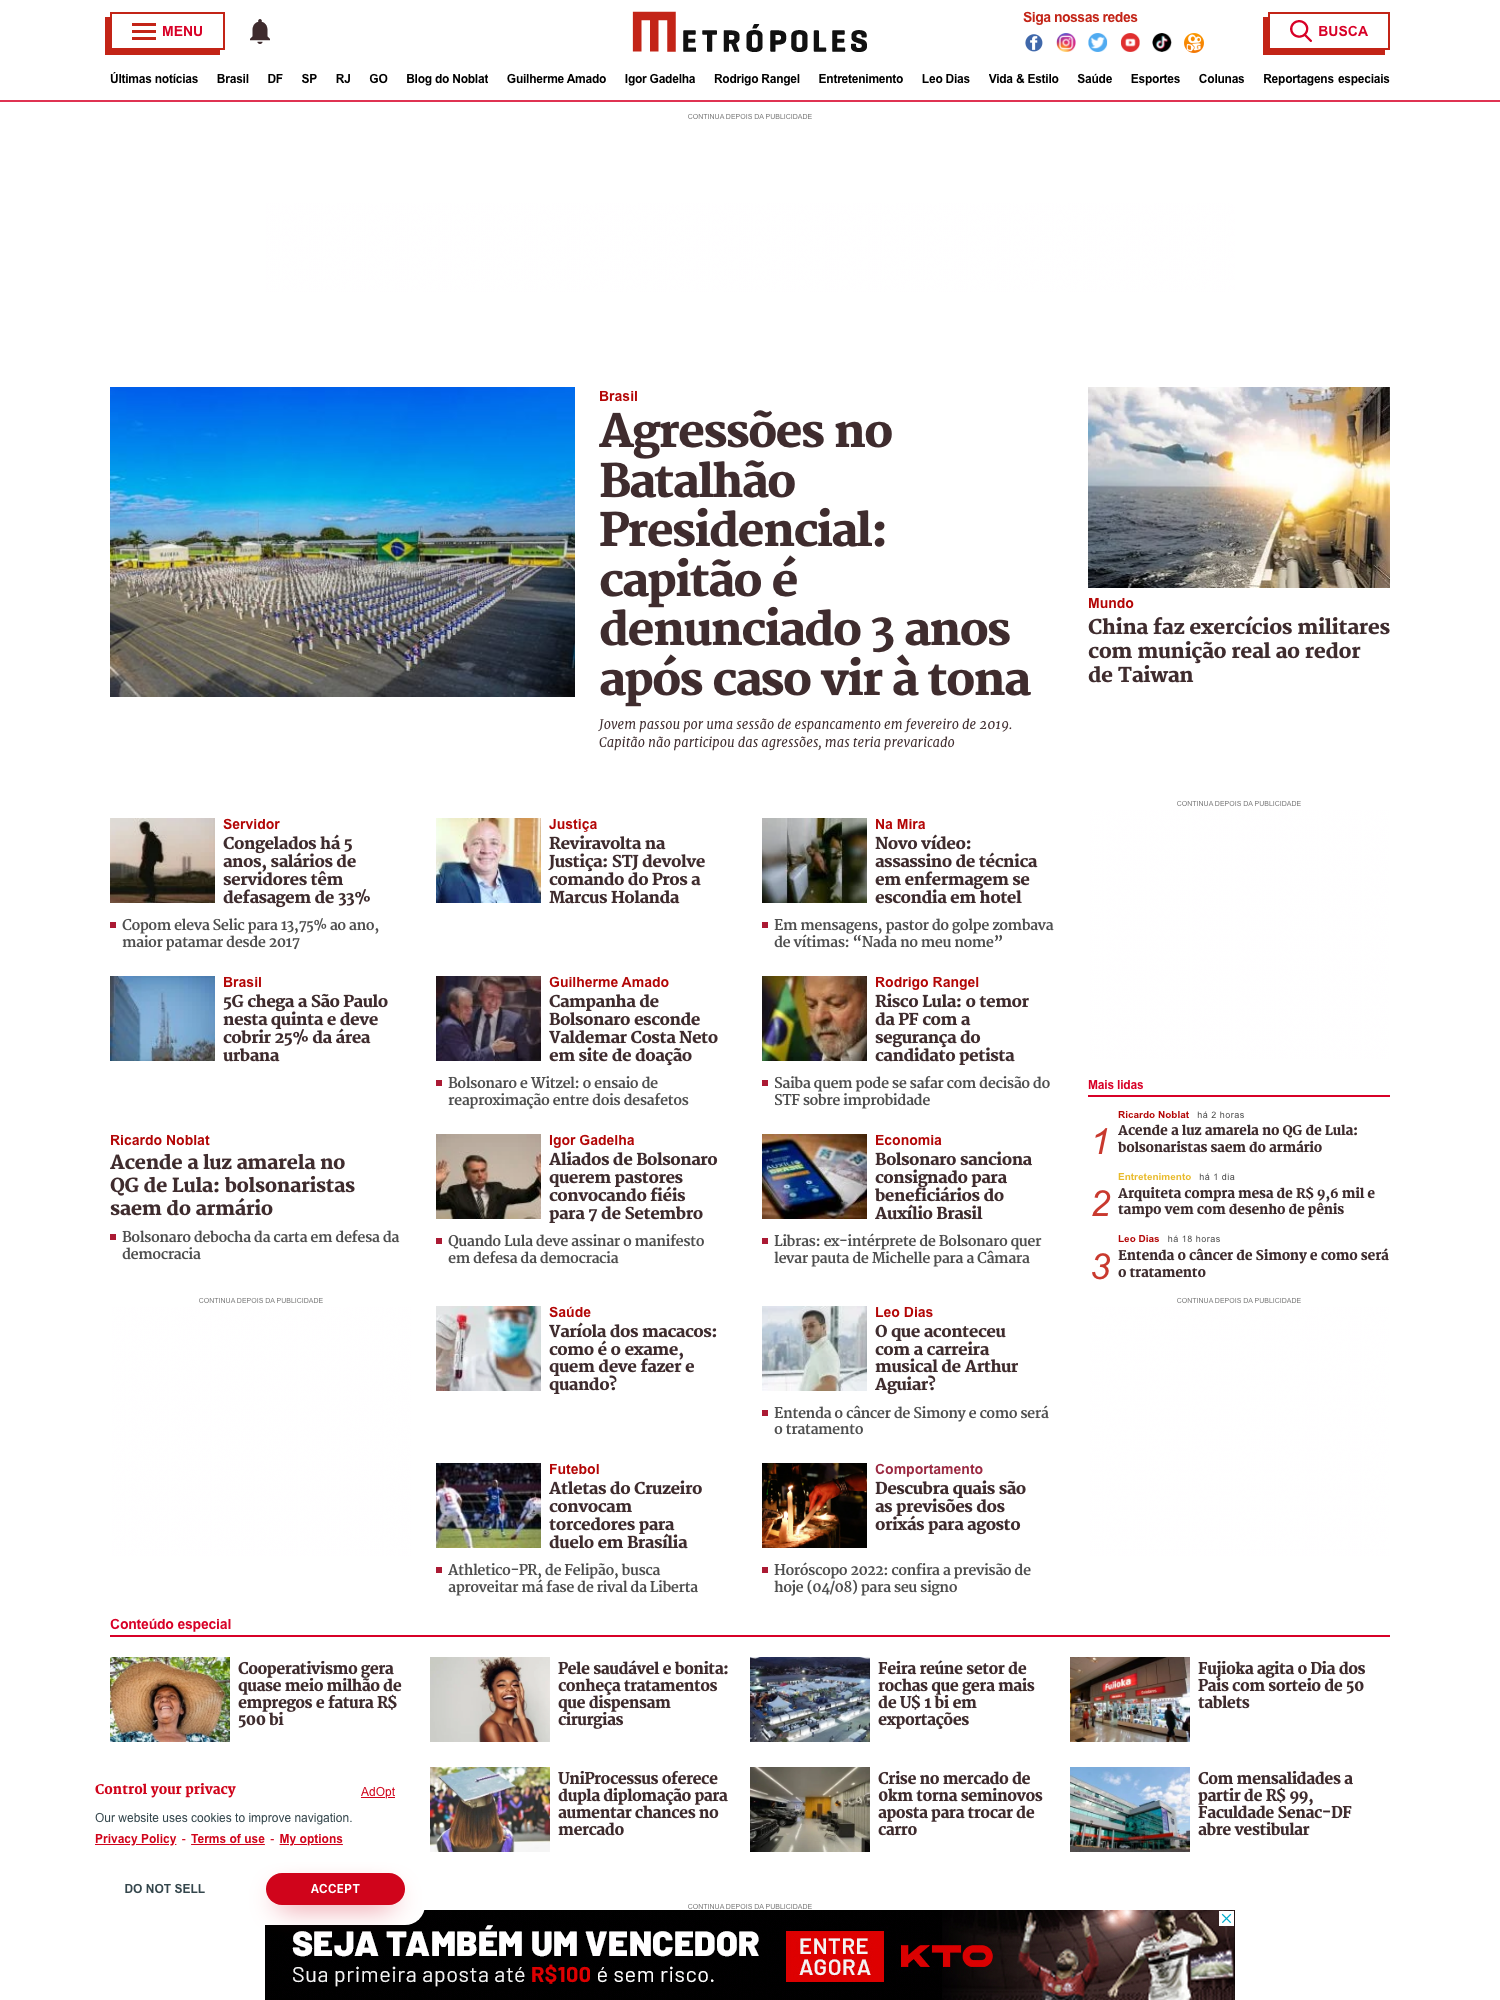 MENU
METRÓPOLES
Siga nossas redes
BUSCA
Últimas notícias Brasil DF SP RJ GO Blog do Noblat Guilherme Amado Igor Gadelha Rodrigo Rangel Entretenimento Leo Dias Vida & Estilo Saúde Esportes Colunas Reportagens especiais
CONTINUA DEPOIS DA PUBLICIDADE
Brasil
Agressões no
Batalhão
Presidencial:
capitão é
denunciado 3 anos
após caso vir à tona
Jovem passou por uma sessão de espancamento em fevereiro de 2019.
Capitão não participou das agressões, mas teria prevaricado
Mundo
China faz exercícios militares
com munição real ao redor
de Taiwan
CONTINUA DEPOIS DA PUBLICIDADE
Servidor
Congelados há 5
anos, salários de
servidores têm
defasagem de 33%
Copom eleva Selic para 13,75% ao ano,
maior patamar desde 2017
Justiça
Reviravolta na
Justiça: STJ devolve
comando do Pros a
Marcus Holanda
Na Mira
Novo vídeo:
assassino de técnica
em enfermagem se
escondia em hotel
Em mensagens, pastor do golpe zombava
de vítimas: “Nada no meu nome”
Brasil
5G chega a São Paulo
nesta quinta e deve
cobrir 25% da área
urbana
Guilherme Amado
Campanha de
Bolsonaro esconde
Valdemar Costa Neto
em site de doação
Bolsonaro e Witzel: o ensaio de
reaproximação entre dois desafetos
Rodrigo Rangel
Risco Lula: o temor
da PF com a
segurança do
candidato petista
Saiba quem pode se safar com decisão do
STF sobre improbidade
Ricardo Noblat
Acende a luz amarela no
QG de Lula: bolsonaristas
saem do armário
Bolsonaro debocha da carta em defesa da
democracia
Igor Gadelha
Aliados de Bolsonaro
querem pastores
convocando fiéis
para 7 de Setembro
Quando Lula deve assinar o manifesto
em defesa da democracia
Economia
Bolsonaro sanciona
consignado para
beneficiários do
Auxílio Brasil
Libras: ex-intérprete de Bolsonaro quer
levar pauta de Michelle para a Câmara
Mais lidas
1
Ricardo Noblat há 2 horas
Acende a luz amarela no QG de Lula:
bolsonaristas saem do armário
2
Entretenimento há 1 dia
Arquiteta compra mesa de R$ 9,6 mil e
tampo vem com desenho de pênis
3
Leo Dias há 18 horas
Entenda o câncer de Simony e como será
o tratamento
CONTINUA DEPOIS DA PUBLICIDADE
CONTINUA DEPOIS DA PUBLICIDADE
Saúde
Varíola dos macacos:
como é o exame,
quem deve fazer e
quando?
Leo Dias
O que aconteceu
com a carreira
musical de Arthur
Aguiar?
Entenda o câncer de Simony e como será
o tratamento
Futebol
Atletas do Cruzeiro
convocam
torcedores para
duelo em Brasília
Athletico-PR, de Felipão, busca
aproveitar má fase de rival da Liberta
Comportamento
Descubra quais são
as previsões dos
orixás para agosto
Horóscopo 2022: confira a previsão de
hoje (04/08) para seu signo
Conteúdo especial
Cooperativismo gera
quase meio milhão de
empregos e fatura R$
500 bi
Pele saudável e bonita:
conheça tratamentos
que dispensam
cirurgias
Feira reúne setor de
rochas que gera mais
de U$ 1 bi em
exportações
Fujioka
Fujioka agita o Dia dos
Pais com sorteio de 50
tablets
UniProcessus oferece
dupla diplomação para
aumentar chances no
mercado
Crise no mercado de
0km torna seminovos
aposta para trocar de
carro
Com mensalidades a
partir de R$ 99,
Faculdade Senac-DF
abre vestibular
Control your privacy
AdOpt
Our website uses cookies to improve navigation.
Privacy Policy - Terms of use - My options
DO NOT SELL
ACCEPT
CONTINUA DEPOIS DA PUBLICIDADE
SEJA TAMBÉM UM VENCEDOR
Sua primeira aposta até R$100 é sem risco.
ENTRE
AGORA
KTO